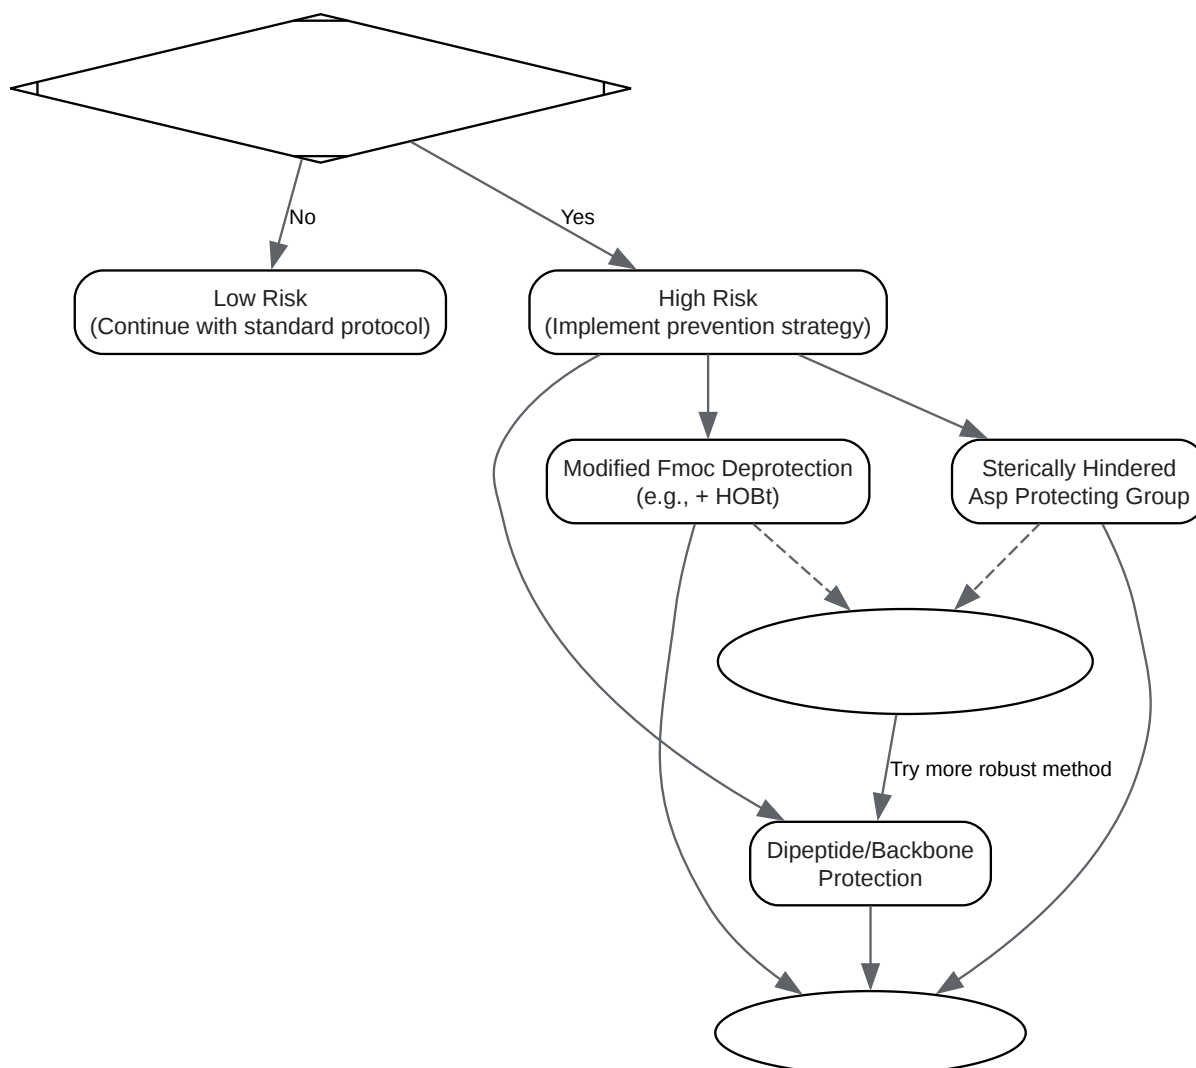 No
Yes
Low Risk
(Continue with standard protocol)
High Risk
(Implement prevention strategy)
Modified Fmoc Deprotection
(e.g., + HOBt)
Sterically Hindered
Asp Protecting Group
Try more robust method
Dipeptide/Backbone
Protection